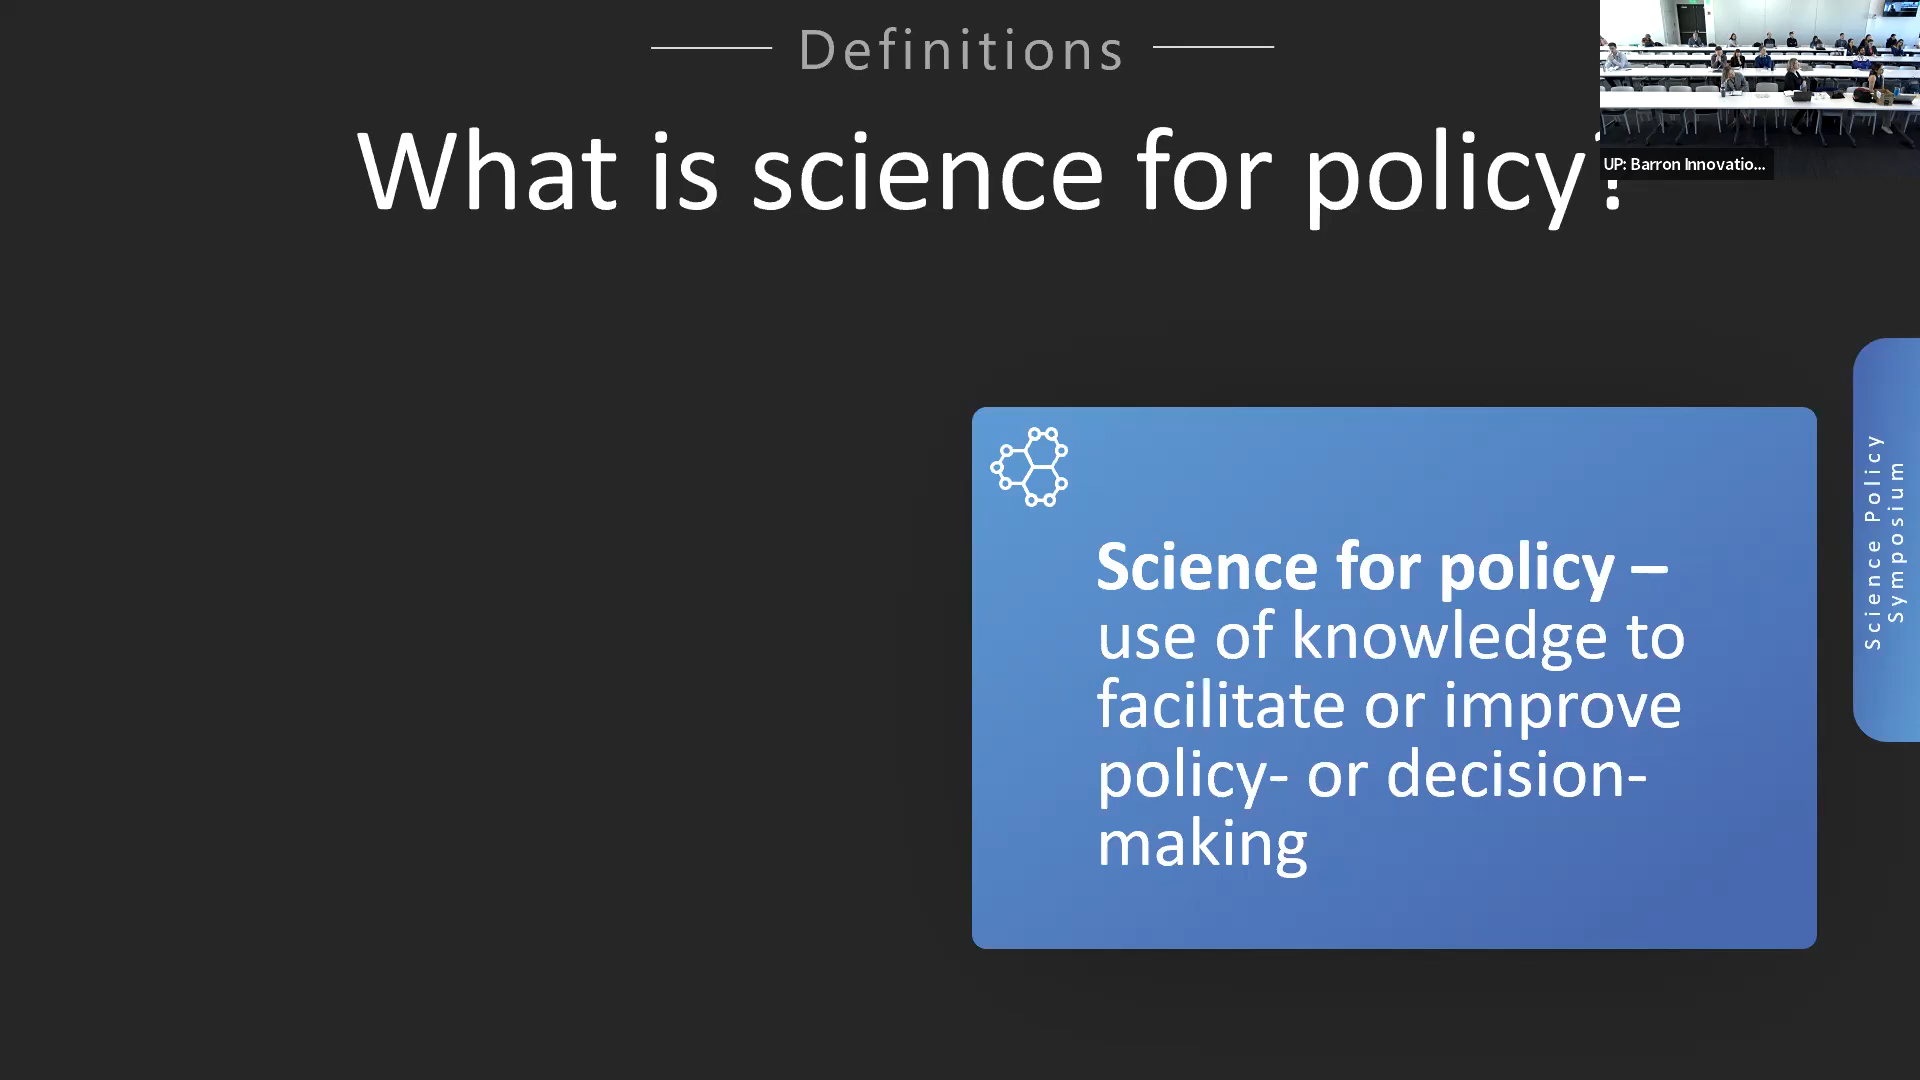 Definitions
What is science for policy?
UP: Barron Innovatio...
Science for policy –
use of knowledge to
facilitate or improve
policy- or decision-
making
Science Policy
Symposium